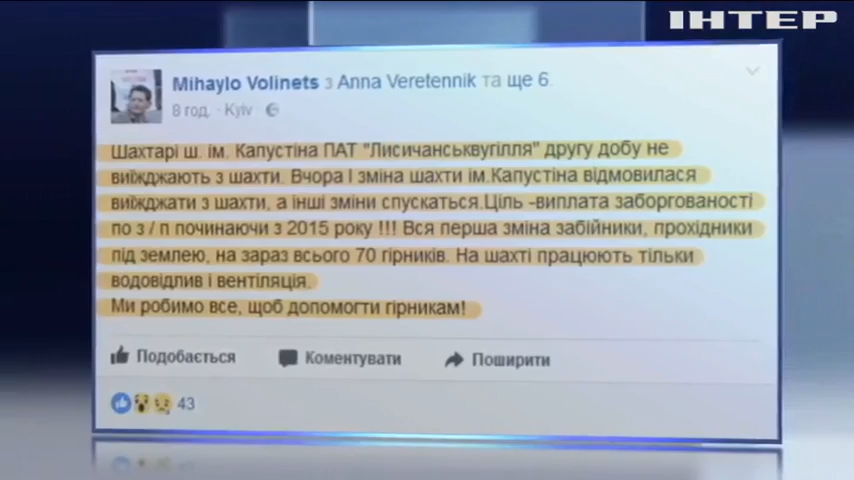 ІНТЕР
Mihaylo Volinets з Anna Veretennik та ще 6.
8 год. · Kyiv ·
Шахтарі ш. ім. Капустіна ПАТ "Лисичанськвугілля" другу добу не
виїжджають з шахти. Вчора І зміна шахти ім.Капустіна відмовилася
виїжджати з шахти, а інші зміни спускаться.Ціль -виплата заборгованості
по з / п починаючи з 2015 року !!! Вся перша зміна забійники, прохідники
під землею, на зараз всього 70 гірників. На шахті працюють тільки
водовідлив і вентіляція.
Ми робимо все, щоб допомогти гірникам!
Подобається Коментувати Поширити
43